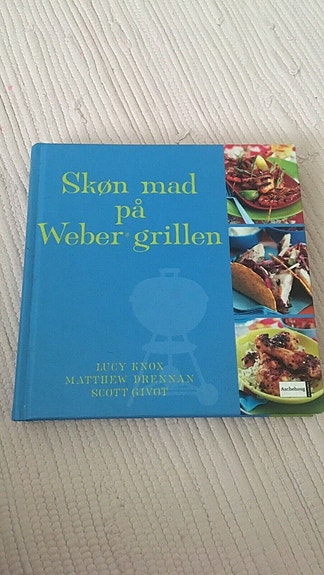 Skøn mad
på
Weber® grillen
LUCY KNOX
MATTHEW DRENNAN
SCOTT GIVOT
Aschehoug